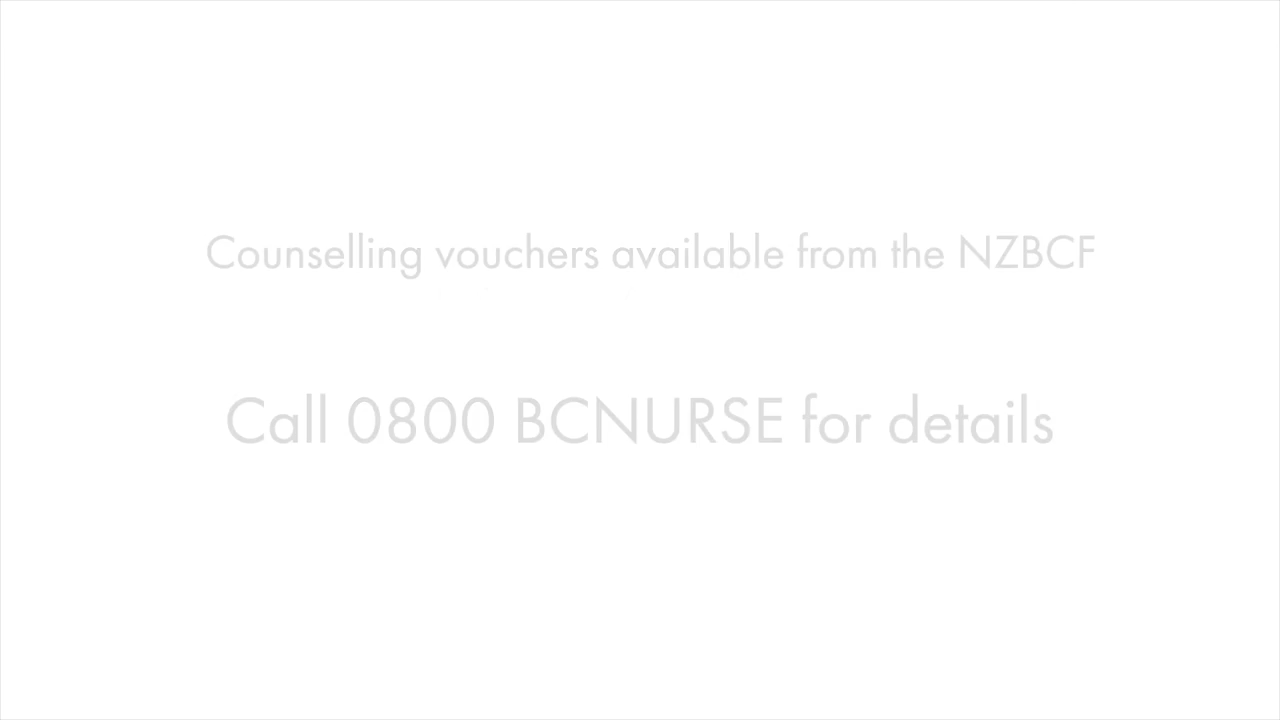 Counselling vouchers available from the NZBCF
Call 0800 BCNURSE for details